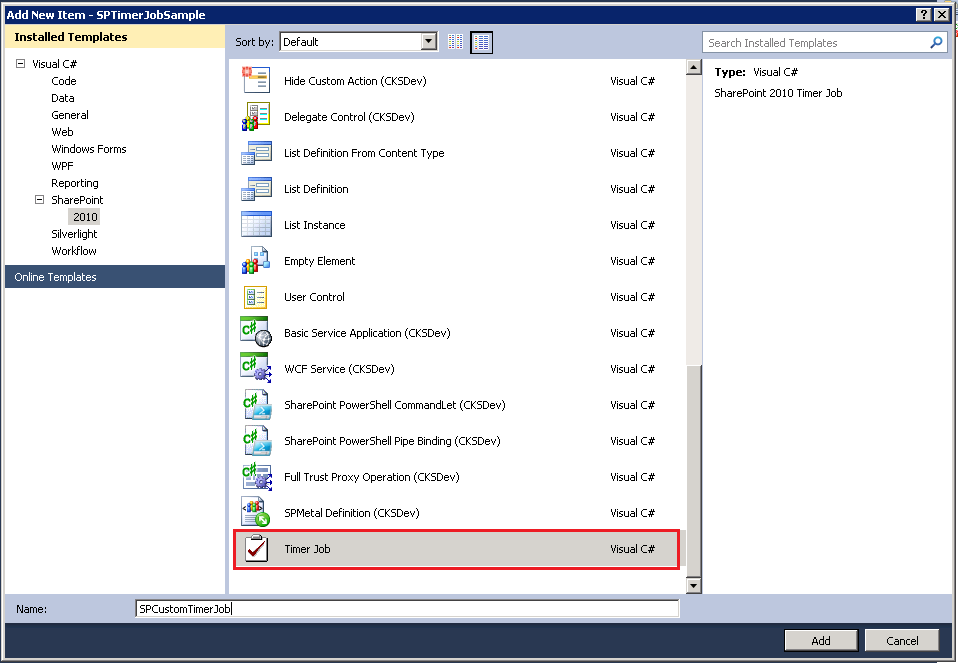 Add New Item - SPTimerJobSample
Installed Templates
Sort by: Default
Search Installed Templates
Visual C#
Code
Data
General
Web
Windows Forms
WPF
Reporting
SharePoint
2010
Silverlight
Workflow
Online Templates
Hide Custom Action (CKSDev) Visual C#
Delegate Control (CKSDev) Visual C#
List Definition From Content Type Visual C#
List Definition Visual C#
List Instance Visual C#
Empty Element Visual C#
User Control Visual C#
Basic Service Application (CKSDev) Visual C#
WCF Service (CKSDev) Visual C#
SharePoint PowerShell CommandLet (CKSDev) Visual C#
SharePoint PowerShell Pipe Binding (CKSDev) Visual C#
Full Trust Proxy Operation (CKSDev) Visual C#
SPMetal Definition (CKSDev) Visual C#
Timer Job Visual C#
Type: Visual C#
SharePoint 2010 Timer Job
Name: SPCustomTimerJob
Add Cancel